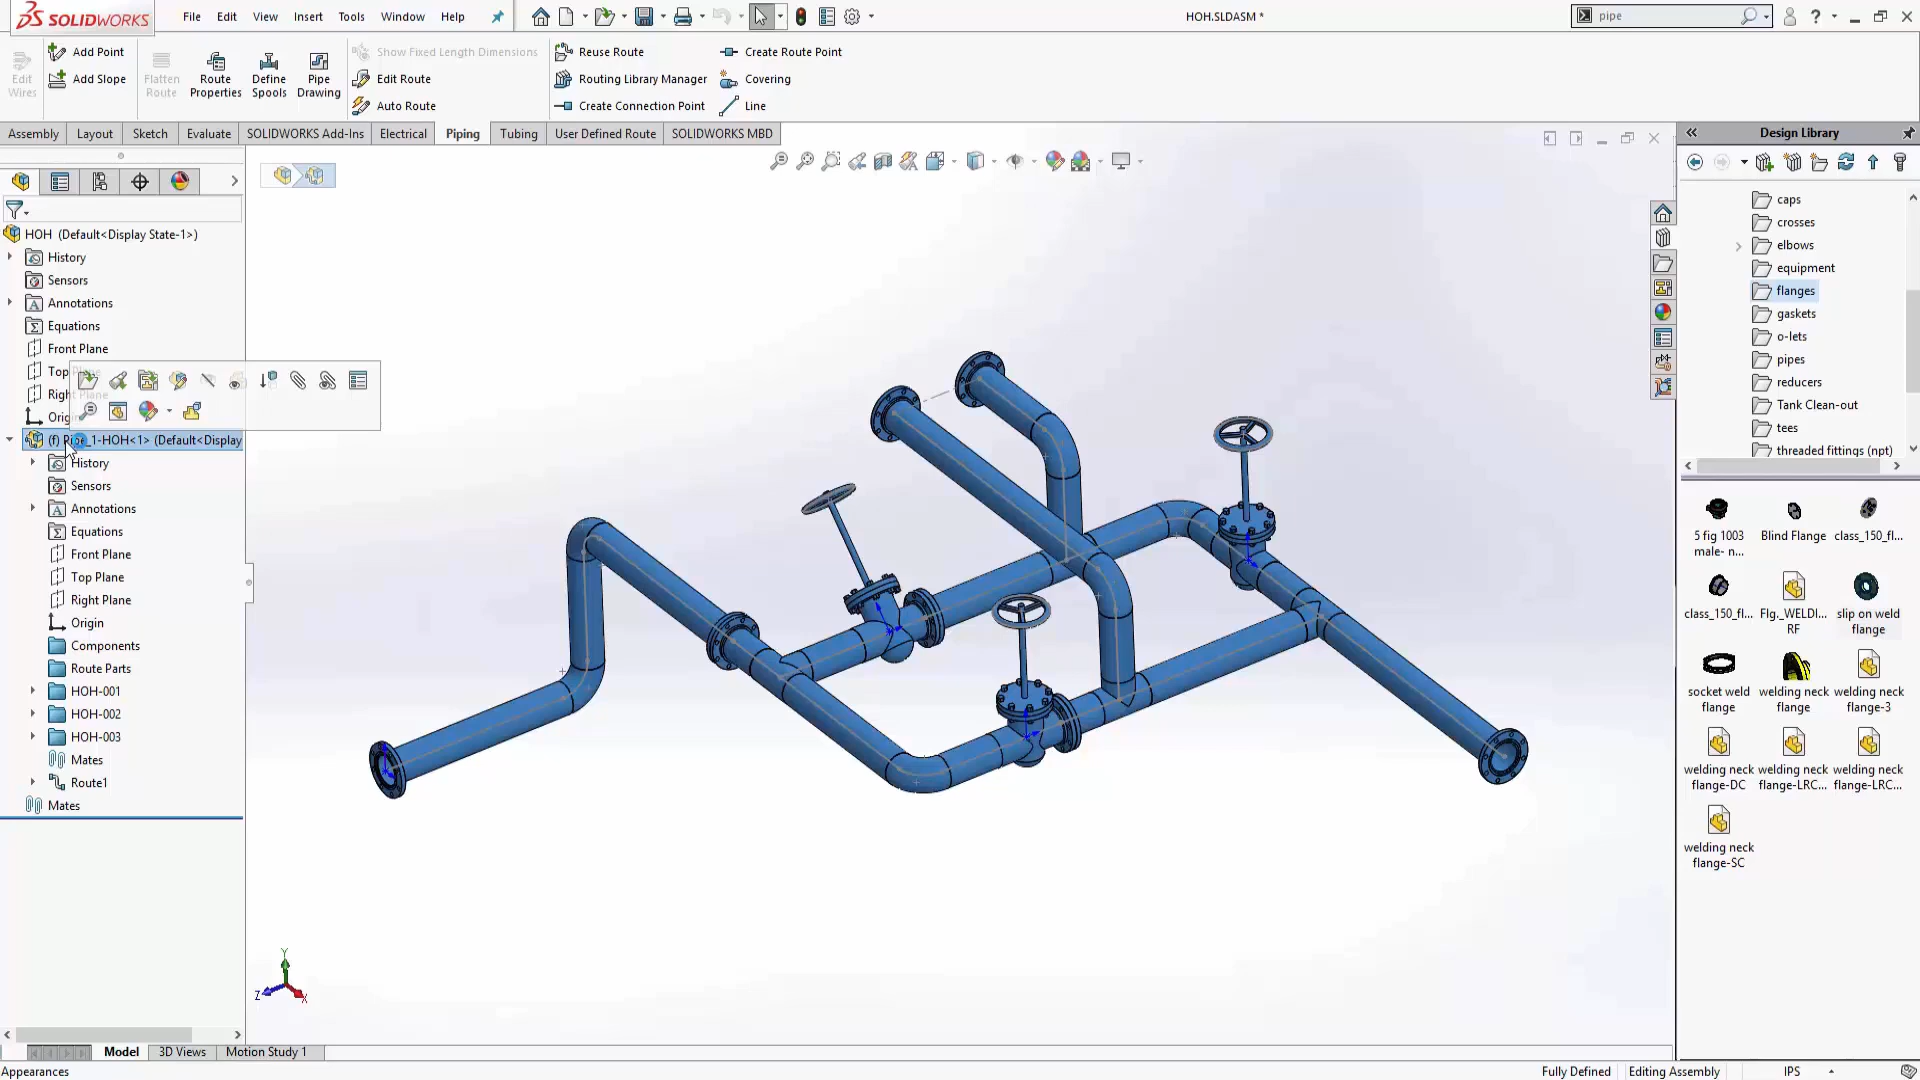 SOLIDWORKS
File Edit View Insert Tools Window Help
HOH.SLDASM *
pipe
Edit Wires
Add Point
Add Slope
Flatten Route
Route Properties
Define Spools
Pipe Drawing
Show Fixed Length Dimensions
Edit Route
Auto Route
Reuse Route
Routing Library Manager
Create Connection Point
Create Route Point
Covering
Line
Assembly Layout Sketch Evaluate SOLIDWORKS Add-Ins Electrical Piping Tubing User Defined Route SOLIDWORKS MBD
HOH (Default<Display State-1>)
History
Sensors
Annotations
Equations
Front Plane
Top
Right Plane
Origi
(f) Pipe_1-HOH<1> (Default<Display
History
Sensors
Annotations
Equations
Front Plane
Top Plane
Right Plane
Origin
Components
Route Parts
HOH-001
HOH-002
HOH-003
Mates
Route1
Mates
Y
Z
X
Design Library
caps
crosses
elbows
equipment
flanges
gaskets
o-lets
pipes
reducers
Tank Clean-out
tees
threaded fittings (npt)
5 fig 1003 male- n...
Blind Flange
class_150_fl...
class_150_fl...
Flg._WELDI... RF
slip on weld flange
socket weld flange
welding neck flange
welding neck flange-3
welding neck flange-DC
welding neck flange-LRC...
welding neck flange-LRC...
welding neck flange-SC
Model 3D Views Motion Study 1
Appearances
Fully Defined Editing Assembly IPS